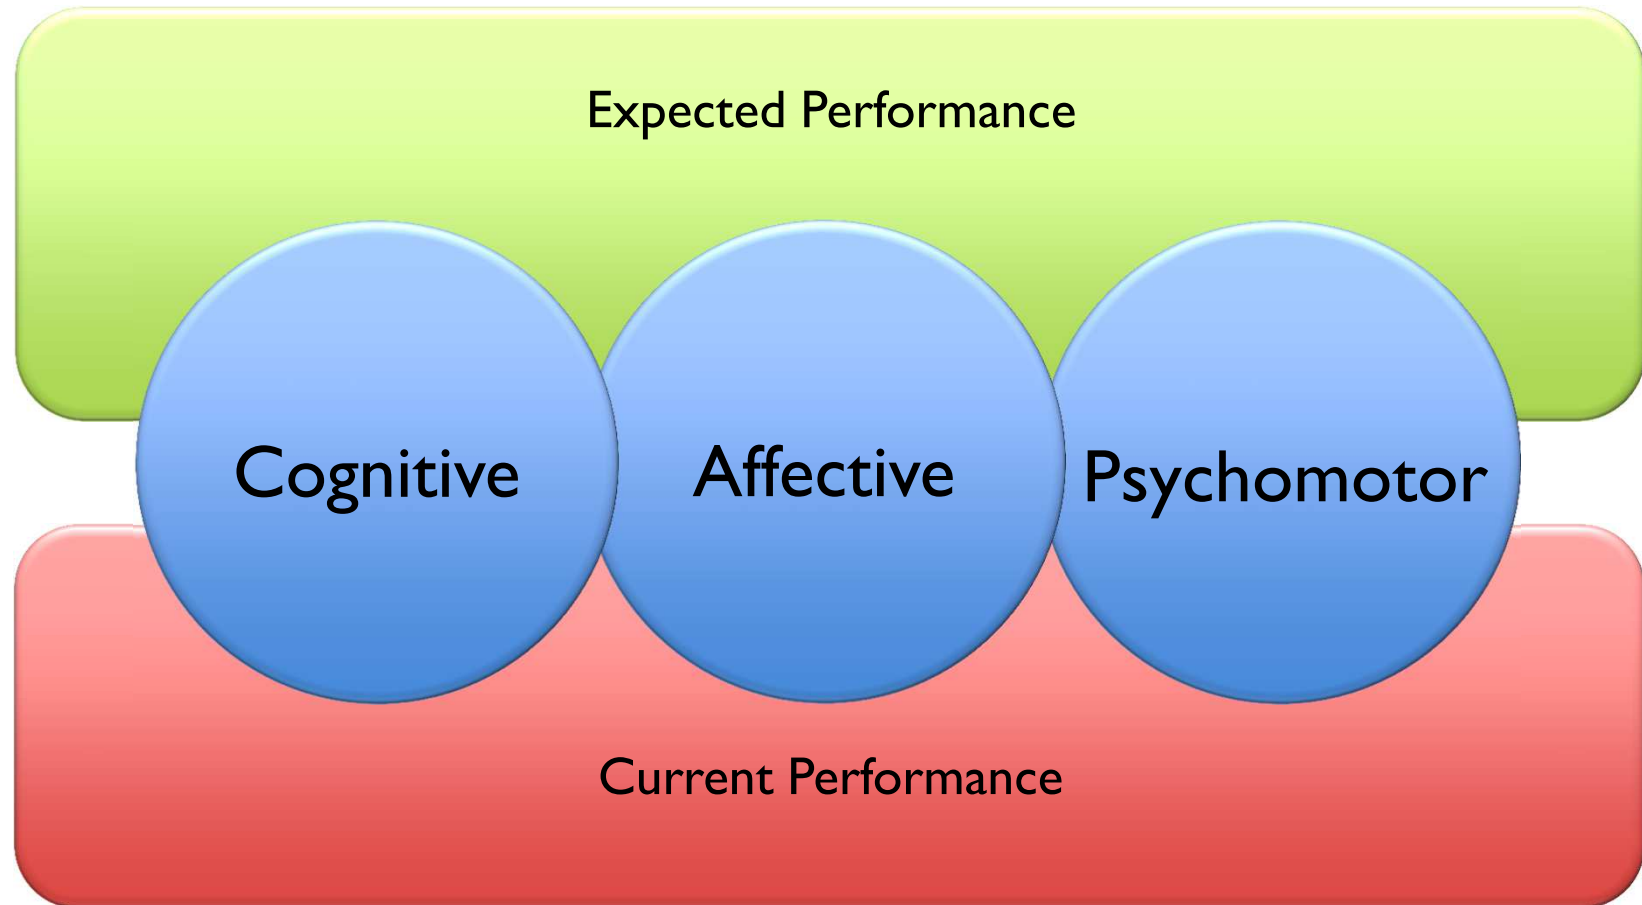 Expected Performance
Cognitive
Affective
Psychomotor
Current Performance